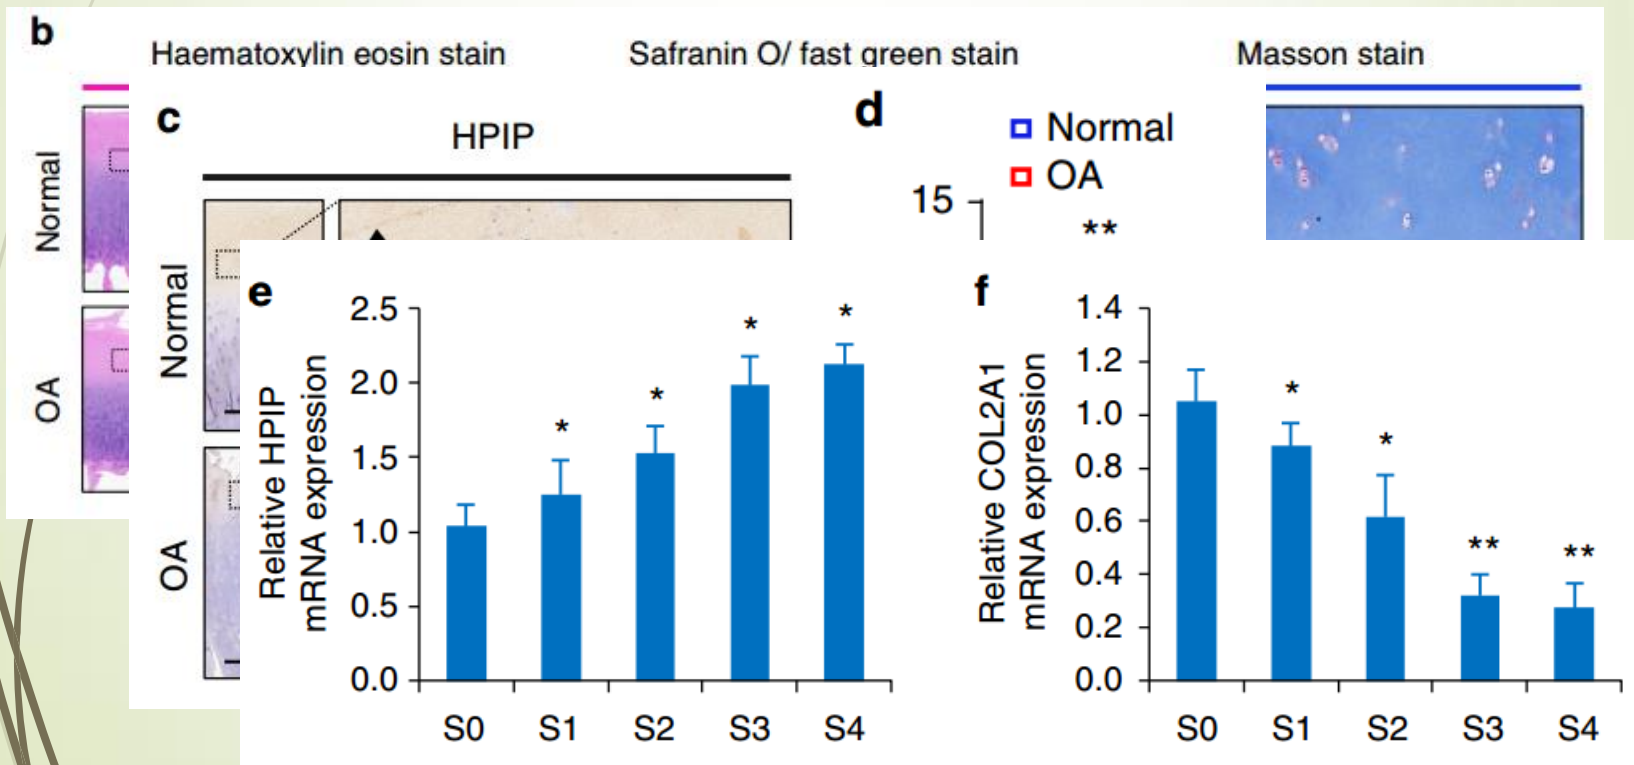 b
Haematoxylin eosin stain
Safranin O/ fast green stain
Masson stain
Normal
OA
c
HPIP
Normal
OA
d
Normal
OA
15
**
e
Relative HPIP
mRNA expression
2.5
2.0
1.5
1.0
0.5
0.0
*
*
*
*
S0 S1 S2 S3 S4
f
Relative COL2A1
mRNA expression
1.4
1.2
1.0
0.8
0.6
0.4
0.2
0.0
*
*
**
**
S0 S1 S2 S3 S4